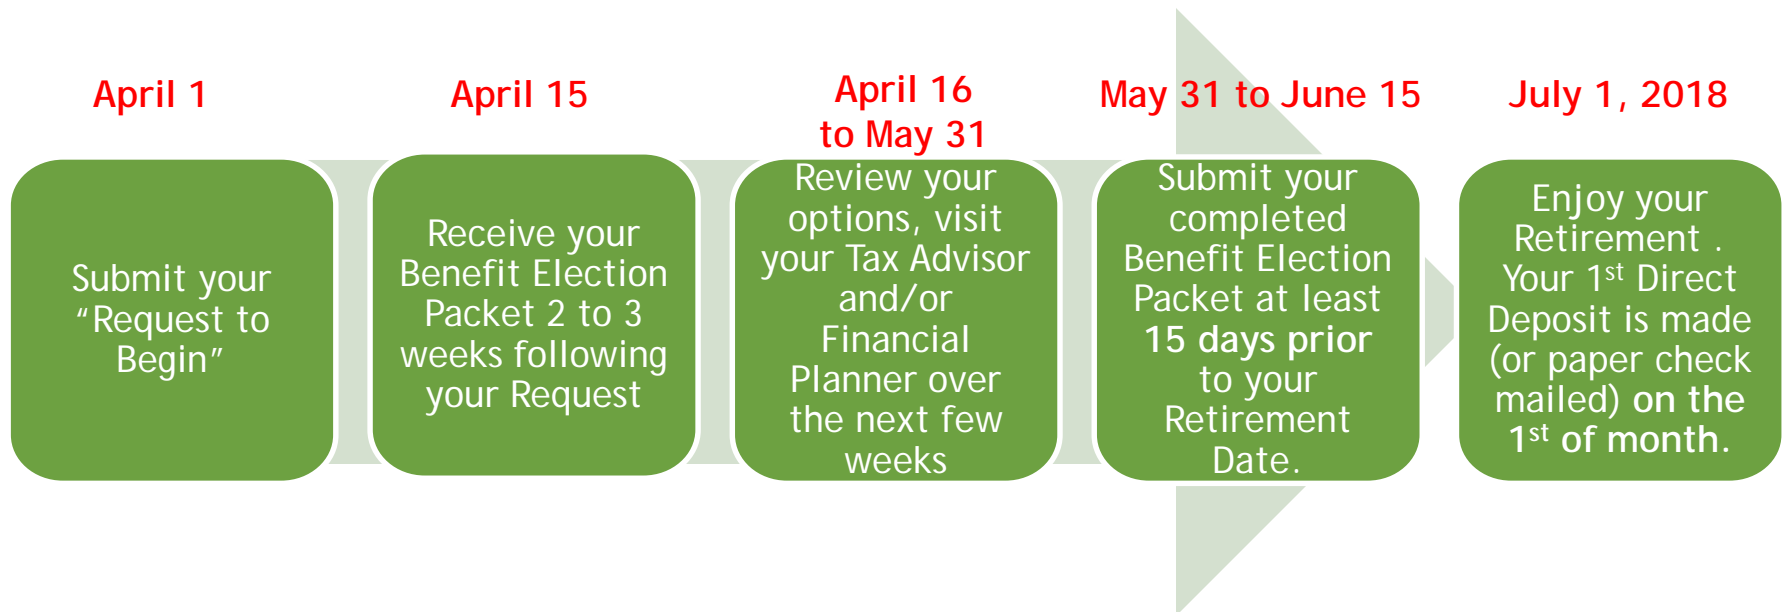 April 1
Submit your
“Request to
Begin”
April 15
Receive your
Benefit Election
Packet 2 to 3
weeks following
your Request
April 16
to May 31
Review your
options, visit
your Tax Advisor
and/or
Financial
Planner over
the next few
weeks
May 31 to June 15
Submit your
completed
Benefit Election
Packet at least
15 days prior
to your
Retirement
Date.
July 1, 2018
Enjoy your
Retirement .
Your 1st Direct
Deposit is made
(or paper check
mailed) on the
1st of month.